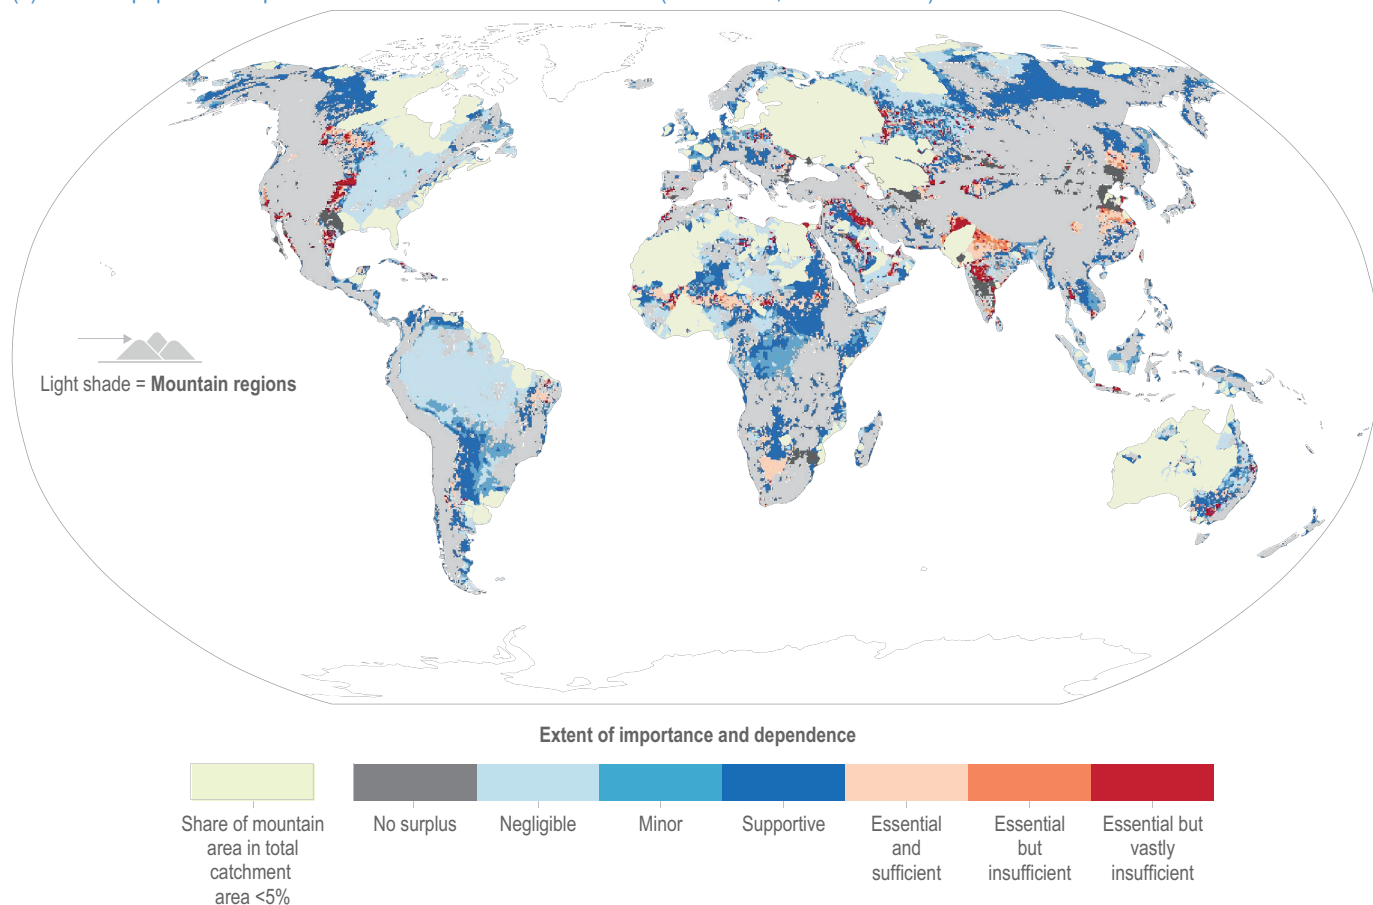 Light shade = Mountain regions
Extent of importance and dependence
Share of mountain
area in total
catchment
area <5%
No surplus
Negligible
Minor
Supportive
Essential
and
sufficient
Essential
but
insufficient
Essential but
vastly
insufficient